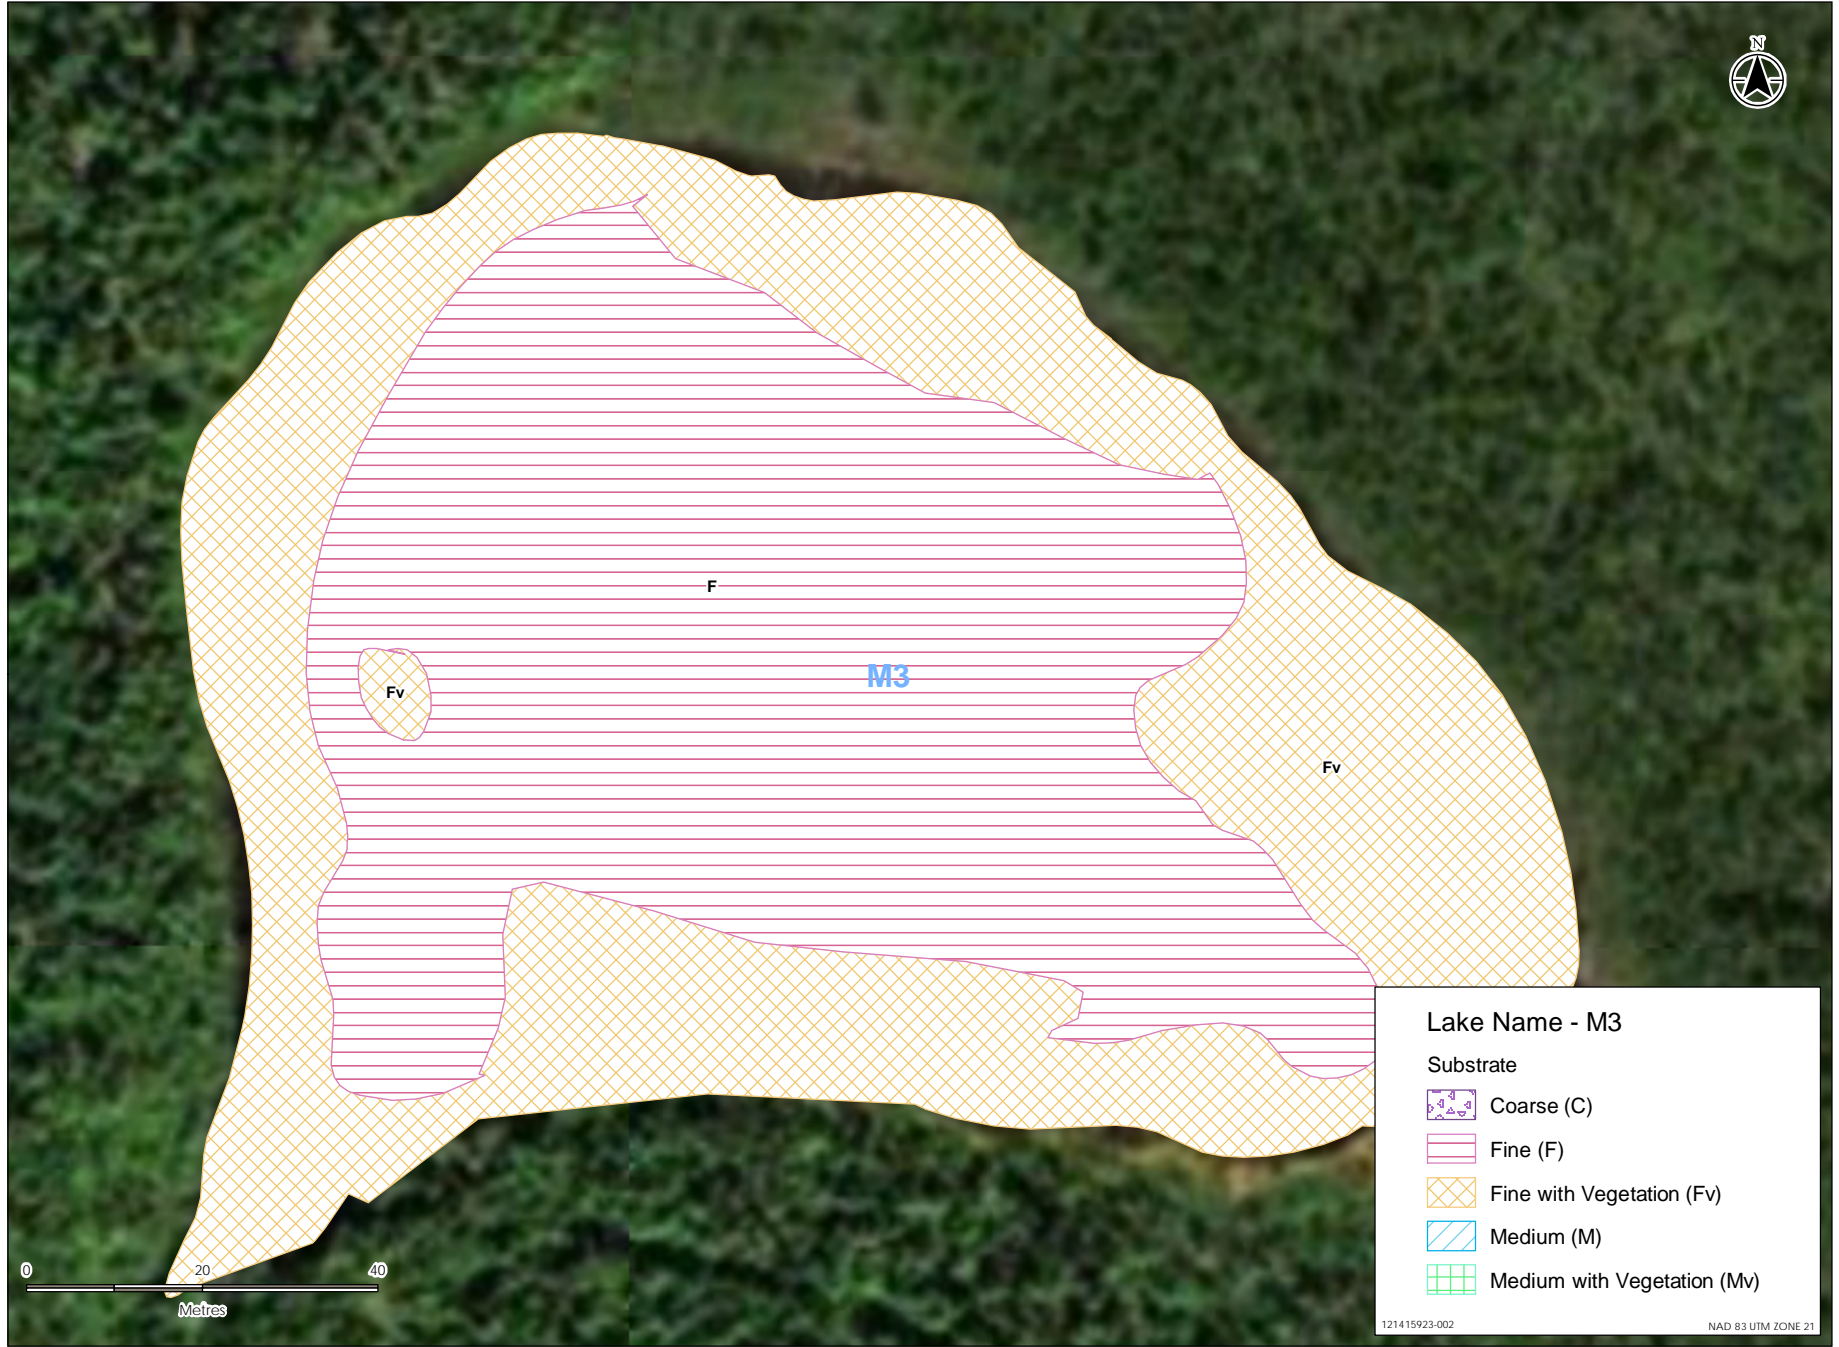 N
F
M3
Fv
Fv
0 20 40
Metres
Lake Name - M3
Substrate
Coarse (C)
Fine (F)
Fine with Vegetation (Fv)
Medium (M)
Medium with Vegetation (Mv)
121415923-002
NAD 83 UTM ZONE 21